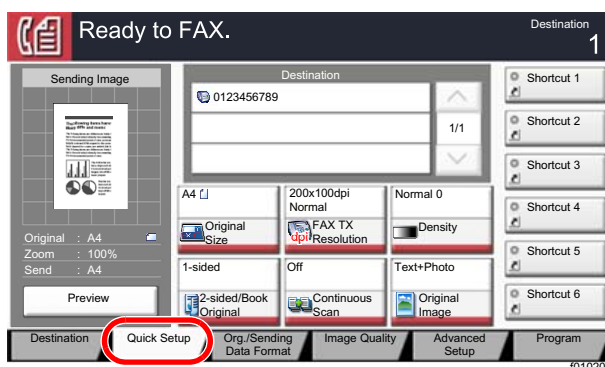 Ready to FAX.
Destination
1
Sending Image
Original : A4
Zoom : 100%
Send : A4
Preview
Destination
0123456789
1/1
A4
Original
Size
200x100dpi
Normal
dpi
FAX TX
Resolution
Normal 0
Density
1-sided
2-sided/Book
Original
Off
Continuous
Scan
Text+Photo
Original
Image
Shortcut 1
Shortcut 2
Shortcut 3
Shortcut 4
Shortcut 5
Shortcut 6
Destination
Quick Setup
Org./Sending
Data Format
Image Quality
Advanced
Setup
Program